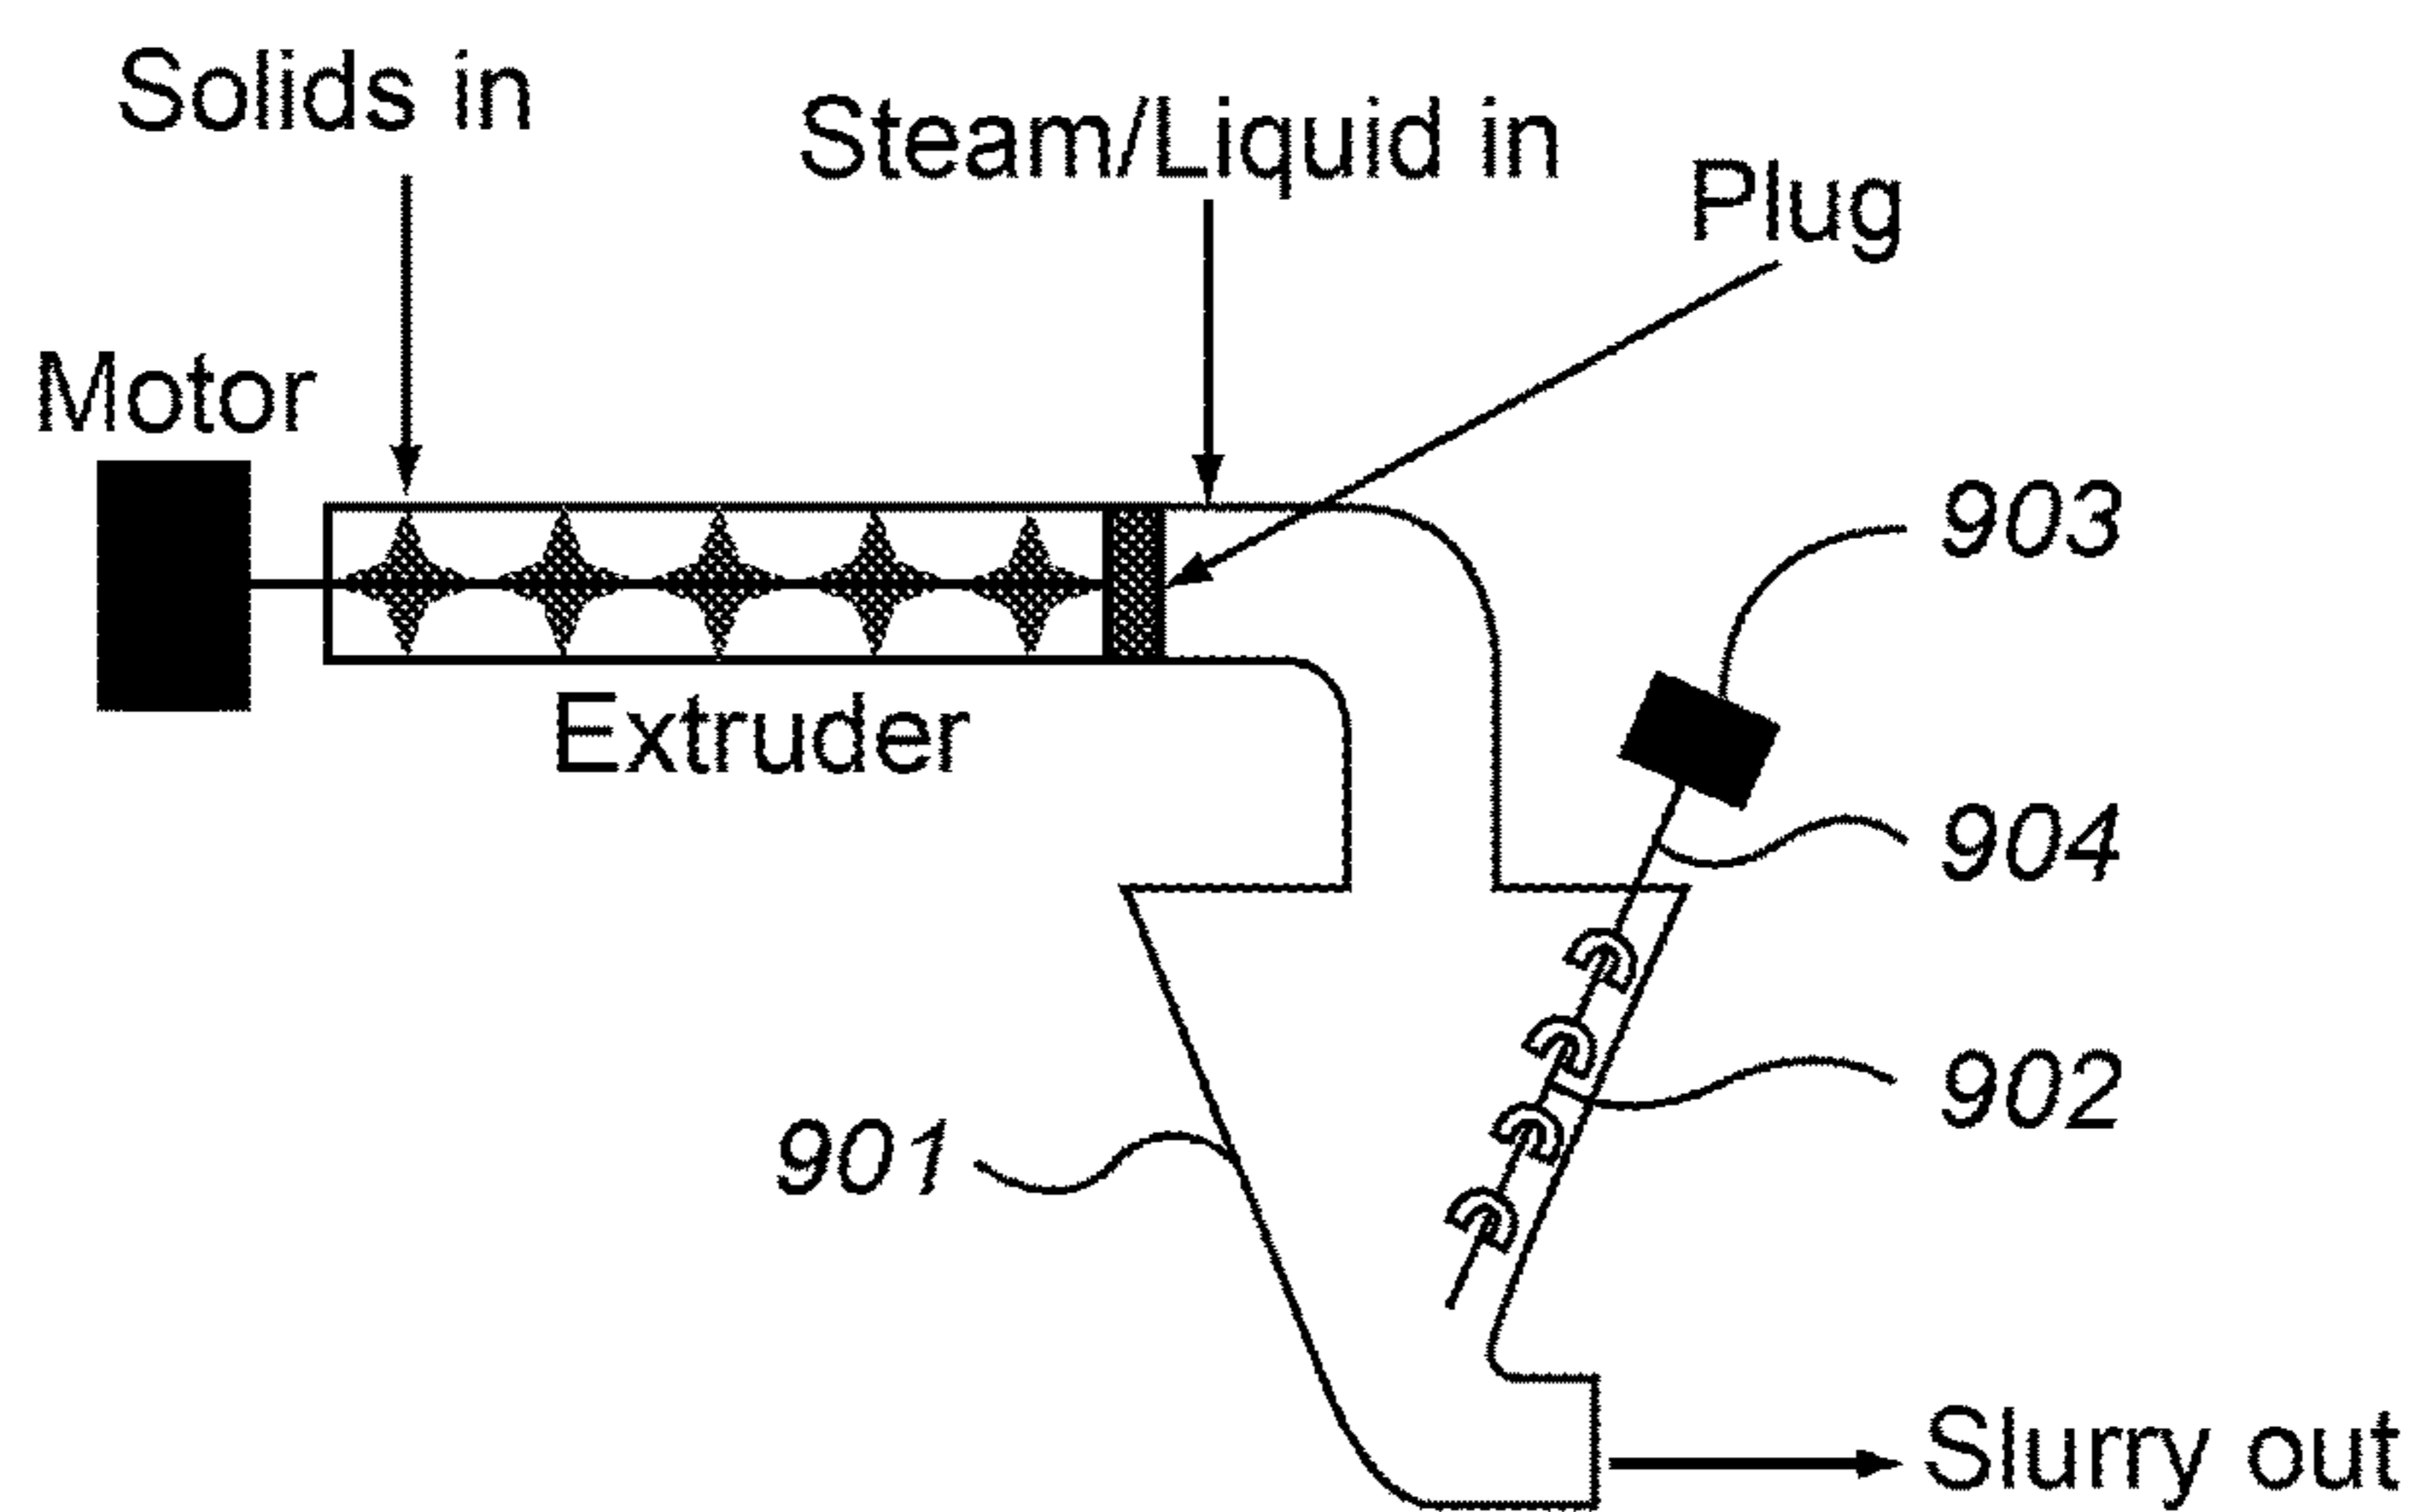 Solids in
Steam/Liquid in
Plug
Motor
903
Extruder
904
902
901
Slurry out